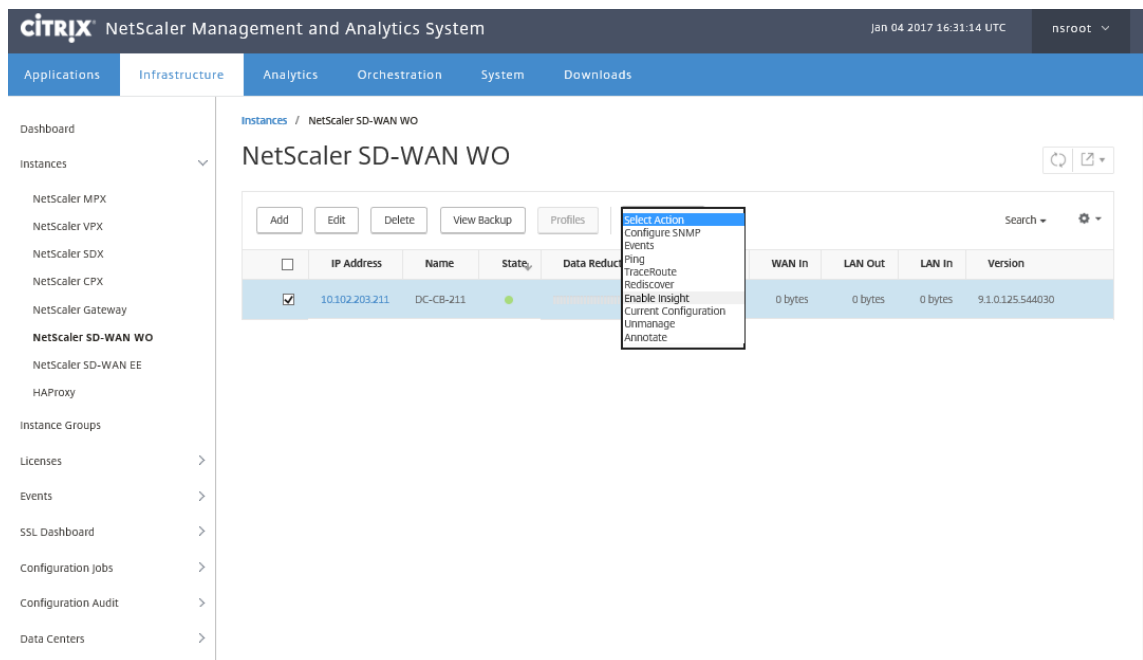 CİTRIX NetScaler Management and Analytics System Jan 04 2017 16:31:14 UTC nsroot
Applications Infrastructure Analytics Orchestration System Downloads
Dashboard
Instances
NetScaler MPX
NetScaler VPX
NetScaler SDX
NetScaler CPX
NetScaler Gateway
NetScaler SD-WAN WO
NetScaler SD-WAN EE
HAProxy
Instance Groups
Licenses
Events
SSL Dashboard
Configuration Jobs
Configuration Audit
Data Centers
Instances / NetScaler SD-WAN WO
NetScaler SD-WAN WO
Add Edit Delete View Backup Profiles Search
Select Action
Configure SNMP
Events
Ping
TraceRoute
Rediscover
Enable Insight
Current Configuration
Unmanage
Annotate
IP Address Name State Data Reduct WAN In LAN Out LAN In Version
10.102.203.211 DC-CB-211 0 bytes 0 bytes 0 bytes 9.1.0.125.544030